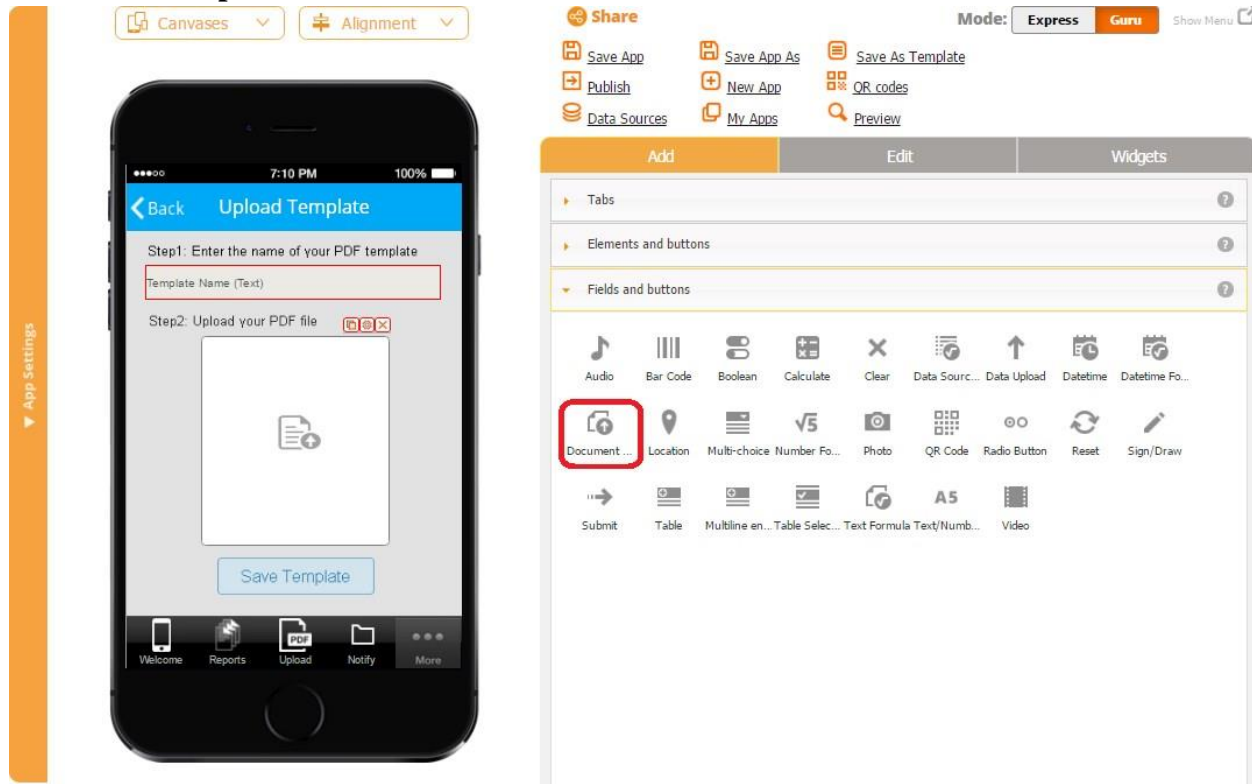 Canvases
Alignment
Share
Mode: Express Guru Show Menu
Save App Save App As Save As Template
Publish New App QR codes
Data Sources My Apps Preview
Add Edit Widgets
Tabs
Elements and buttons
Fields and buttons
Audio Bar Code Boolean Calculate Clear Data Sourc... Data Upload Datetime Datetime Fo...
Document ... Location Multi-choice Number Fo... Photo QR Code Radio Button Reset Sign/Draw
Submit Table Multiline en... Table Selec... Text Formula Text/Numb... Video
√5
A5
App Settings
7:10 PM 100%
Back Upload Template
Step1: Enter the name of your PDF template
Template Name (Text)
Step2: Upload your PDF file
Save Template
PDF
Welcome Reports Upload Notify More